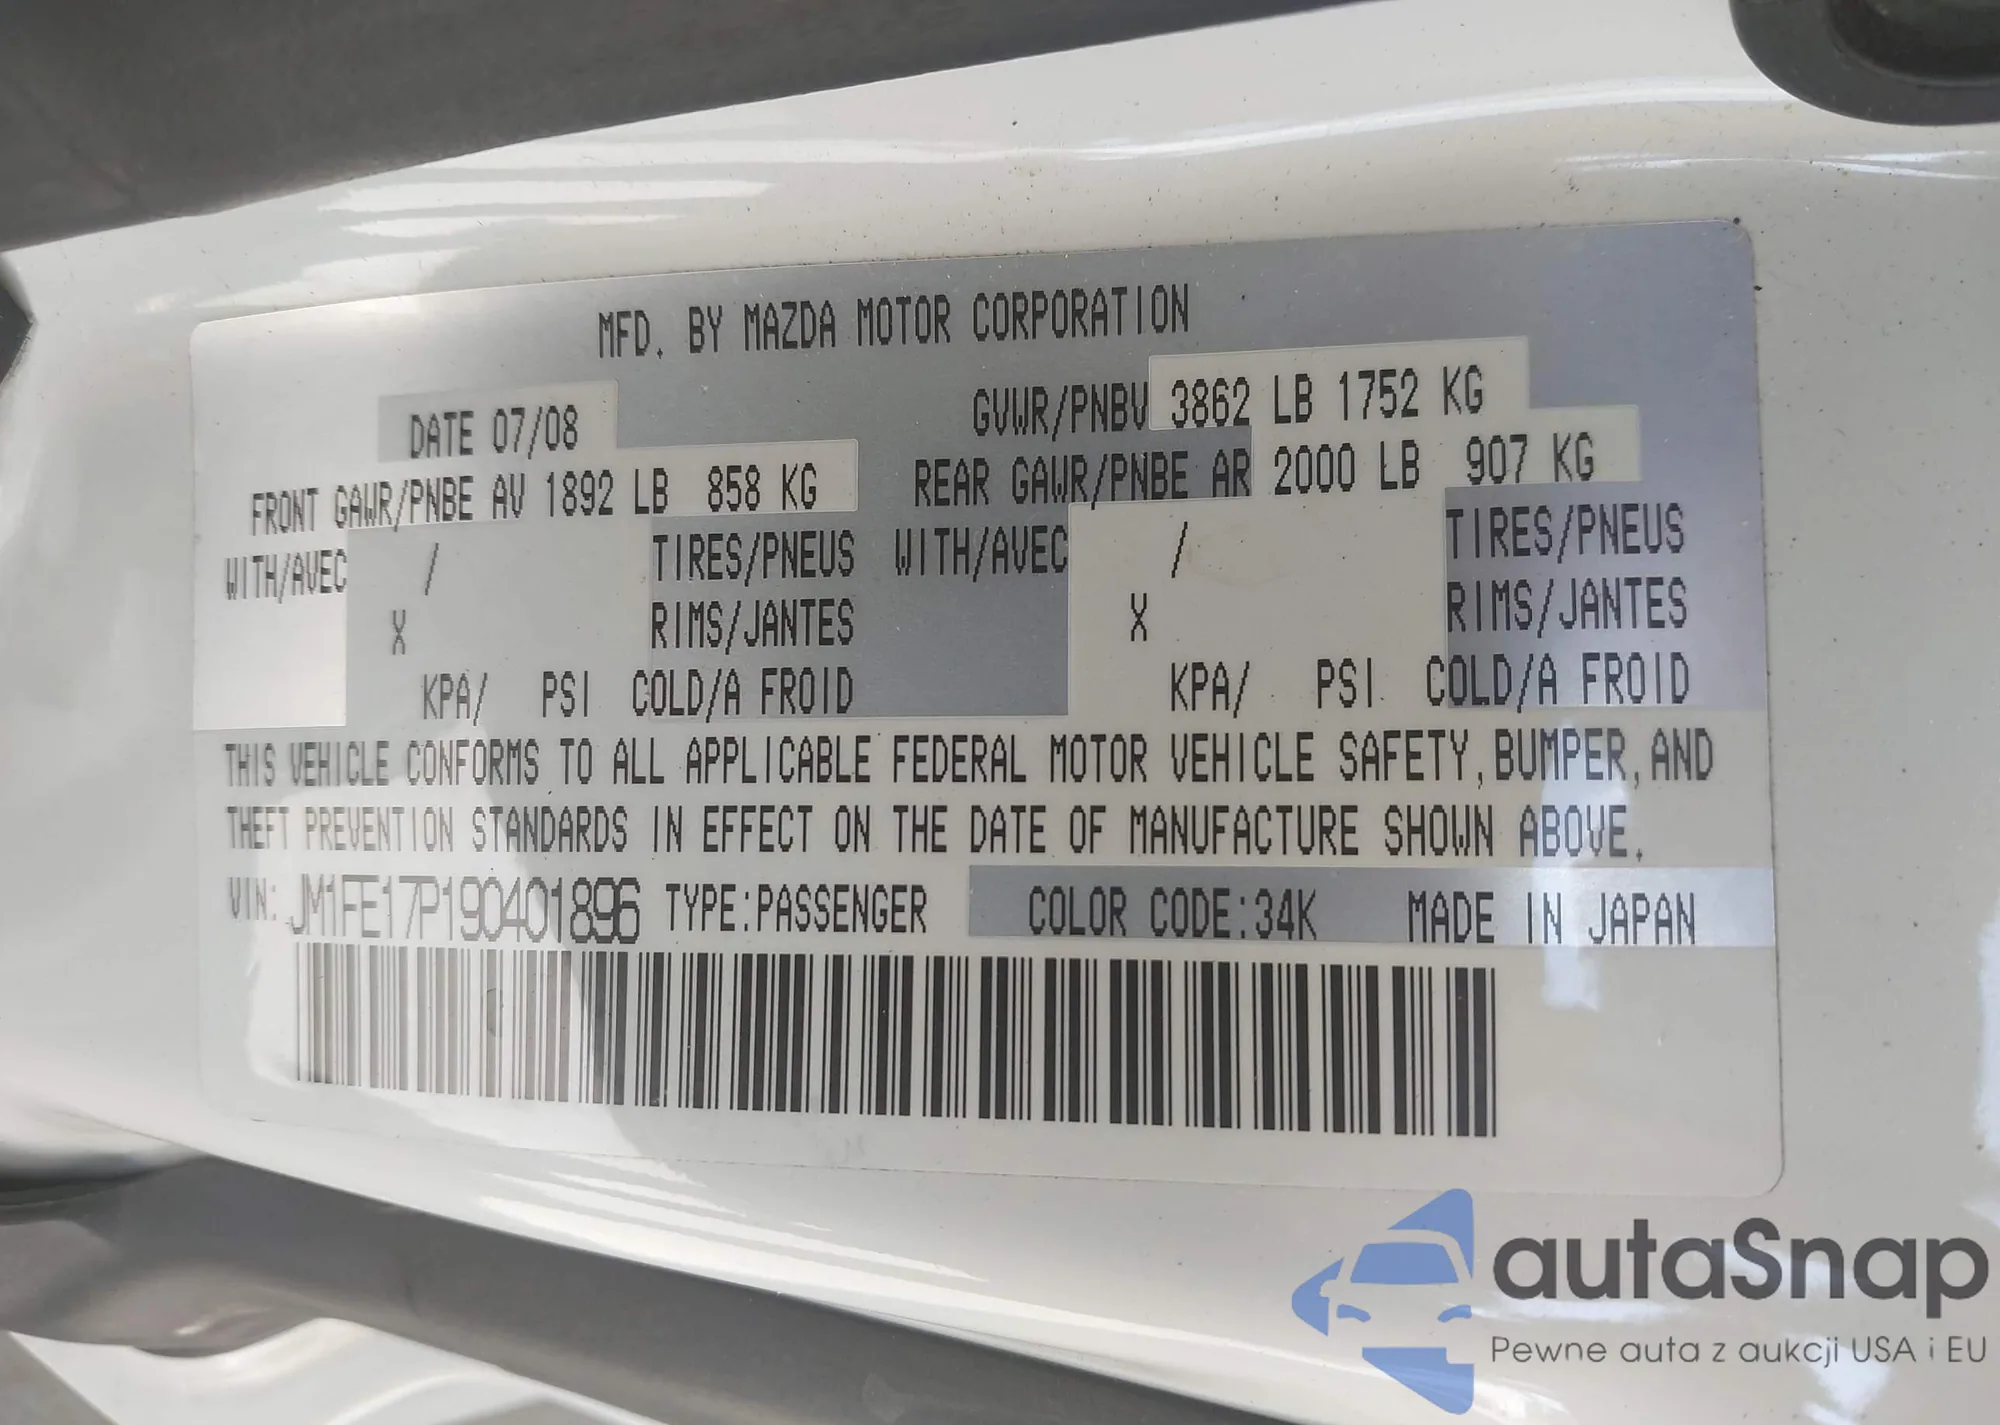 MFD. BY MAZDA MOTOR CORPORATION
DATE 07/08 GVWR/PNBV 3862 LB 1752 KG
FRONT GAWR/PNBE AV 1892 LB 858 KG REAR GAWR/PNBE AR 2000 LB 907 KG
WITH/AVEC / TIRES/PNEUS WITH/AVEC / TIRES/PNEUS
X RIMS/JANTES X RIMS/JANTES
KPA/ PSI COLD/A FROID KPA/ PSI COLD/A FROID
THIS VEHICLE CONFORMS TO ALL APPLICABLE FEDERAL MOTOR VEHICLE SAFETY,BUMPER,AND
THEFT PREVENTION STANDARDS IN EFFECT ON THE DATE OF MANUFACTURE SHOWN ABOVE.
VIN: JM1FE17P190401896 TYPE:PASSENGER COLOR CODE:34K MADE IN JAPAN
autaSnap
Pewne auta z aukcji USA i EU